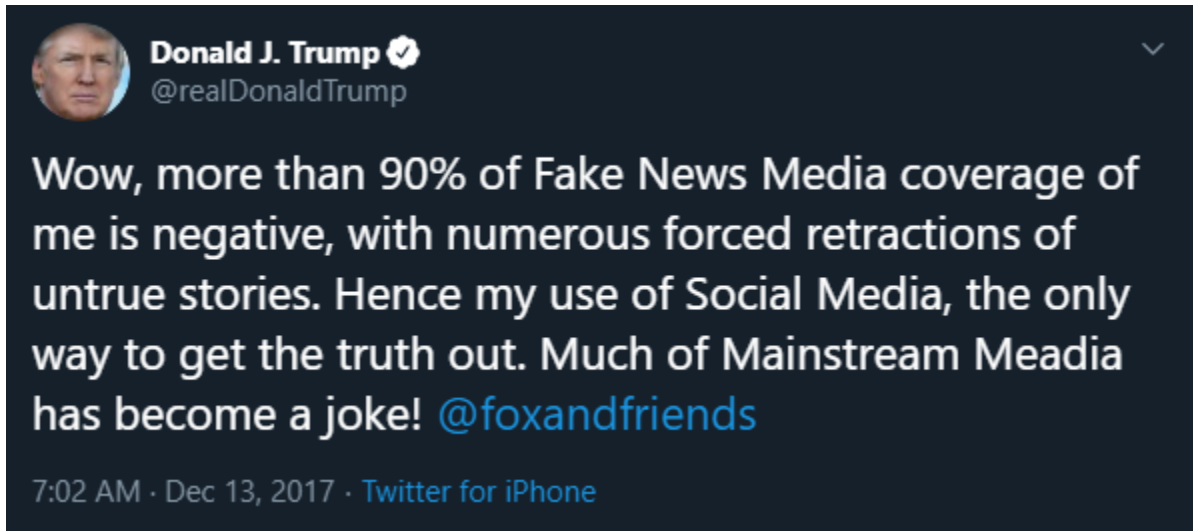 Donald J. Trump
@realDonaldTrump
Wow, more than 90% of Fake News Media coverage of
me is negative, with numerous forced retractions of
untrue stories. Hence my use of Social Media, the only
way to get the truth out. Much of Mainstream Meadia
has become a joke! @foxandfriends
7:02 AM · Dec 13, 2017 · Twitter for iPhone